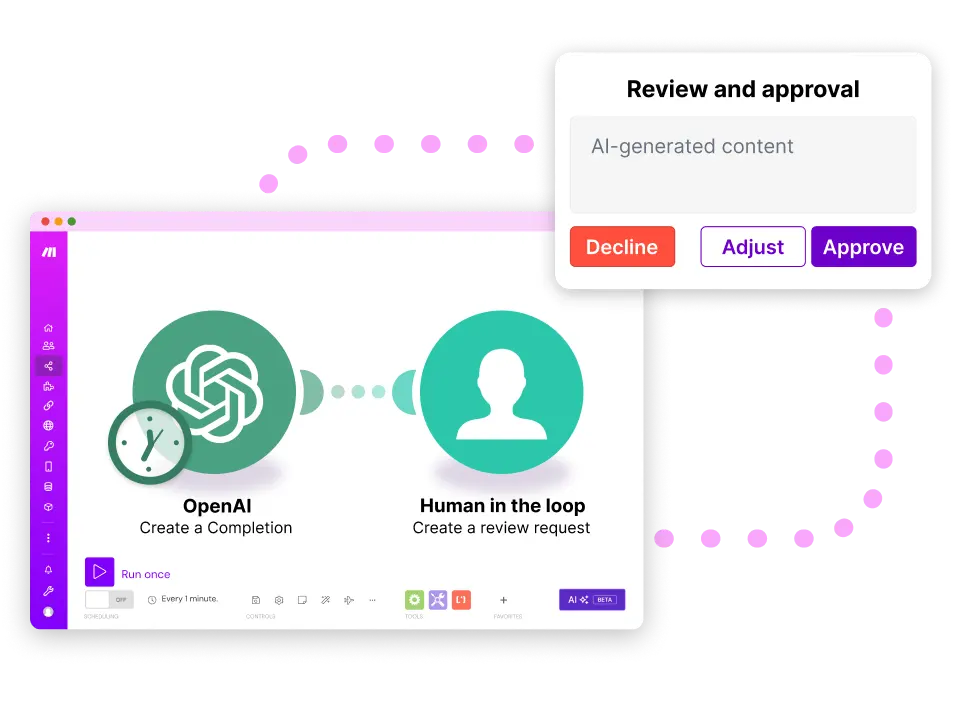 Review and approval
AI-generated content
Decline
Adjust
Approve
OpenAI
Create a Completion
Human in the loop
Create a review request
Run once
OFF
Every 1 minute.
AI
BETA
SCHEDULING
CONTROLS
TOOLS
FAVORITES